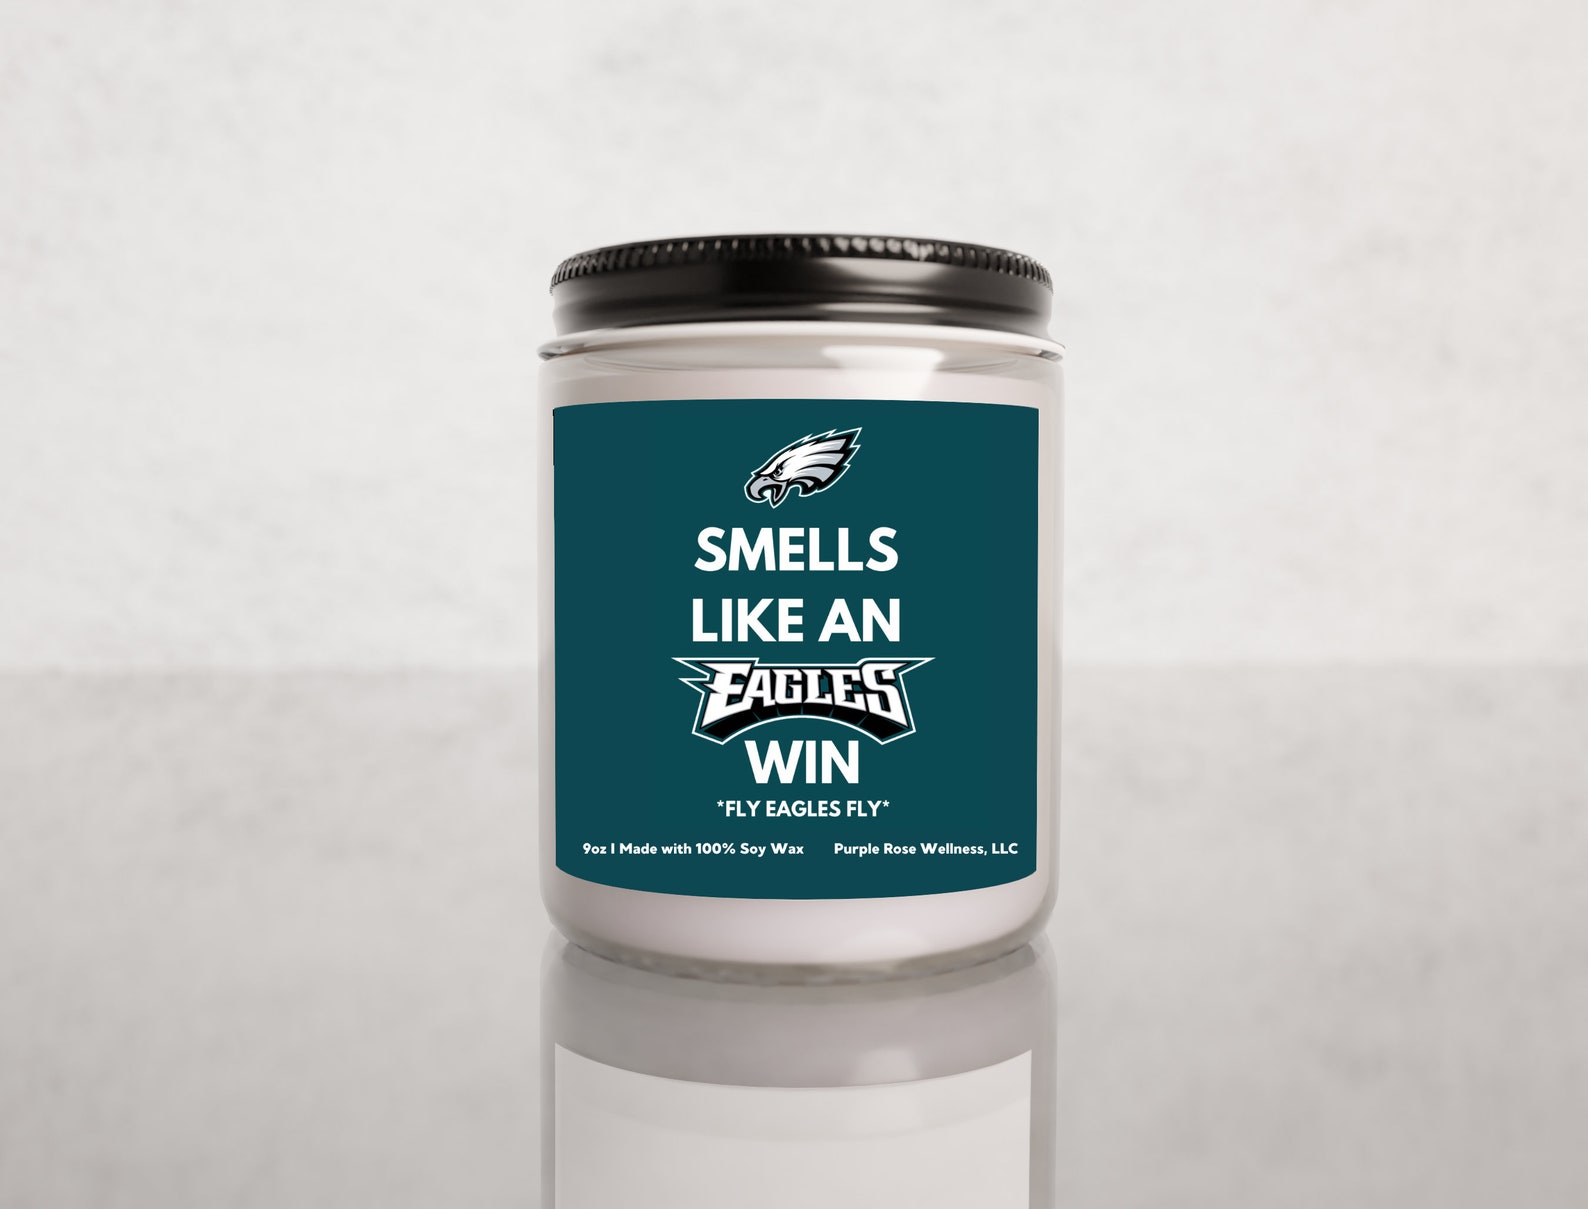 SMELLS
LIKE AN
EAGLES
WIN
*FLY EAGLES FLY*
9oz I Made with 100% Soy Wax Purple Rose Wellness, LLC